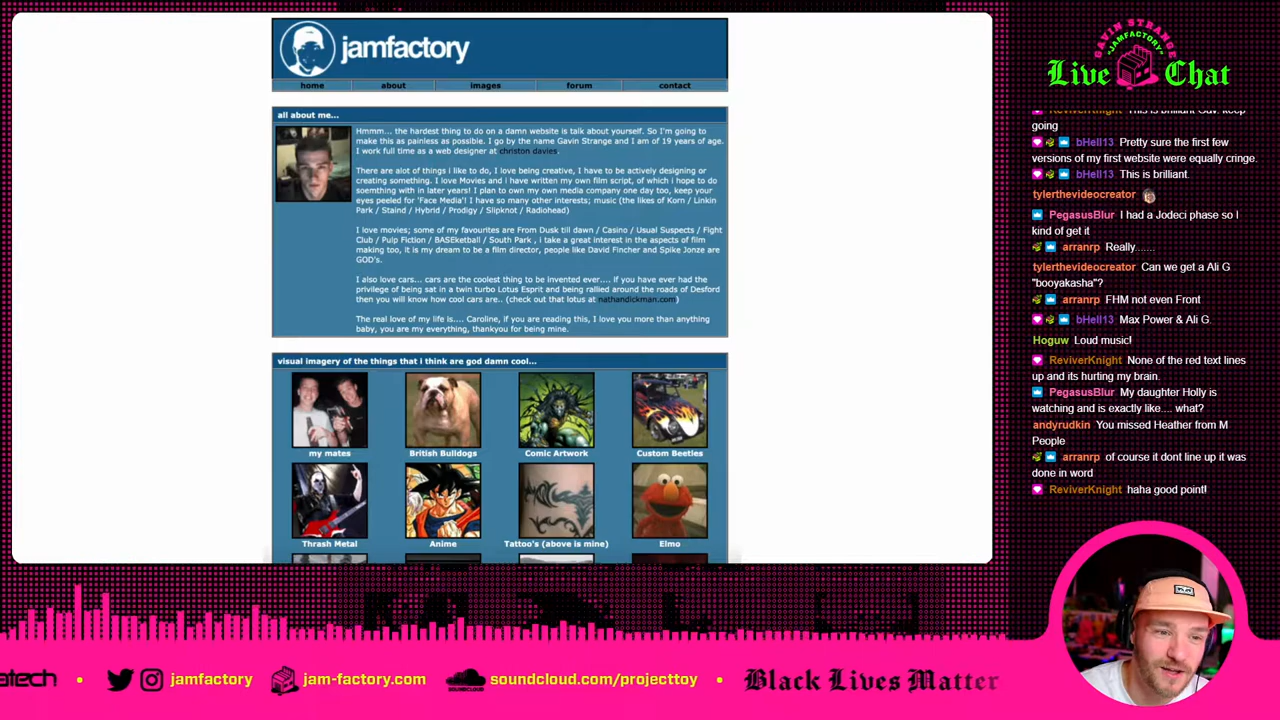 jamfactory
home about images forum contact
all about me...
Hmmm... the hardest thing to do on a damn website is talk about yourself. So I'm going to
make this as painless as possible. I go by the name Gavin Strange and I am of 19 years of age.
I work full time as a web designer at christon davies.
There are alot of things i like to do, I love being creative, I have to be actively designing or
creating something. I love Movies and i have written my own film script, of which i hope to do
soemthing with in later years! I plan to own my own media company one day too, keep your
eyes peeled for 'Face Media'! I have so many other interests; music (the likes of Korn / Linkin
Park / Staind / Hybrid / Prodigy / Slipknot / Radiohead)
I love movies; some of my favourites are From Dusk till dawn / Casino / Usual Suspects / Fight
Club / Pulp Fiction / BASEketball / South Park , i take a great interest in the aspects of film
making too, it is my dream to be a film director, people like David Fincher and Spike Jonze are
GOD's.
I also love cars... cars are the coolest thing to be invented ever.... if you have ever had the
privilege of being sat in a twin turbo Lotus Esprit and being rallied around the roads of Desford
then you will know how cool cars are.. (check out that lotus at nathandickman.com)
The real love of my life is.... Caroline, if you are reading this, I love you more than anything
baby, you are my everything, thankyou for being mine.
visual imagery of the things that i think are god damn cool...
my mates British Bulldogs Comic Artwork Custom Beetles
Thrash Metal Anime Tattoo's (above is mine) Elmo
GAVIN STRANGE
"JAMFACTORY"
Live Chat
ReviverKnight This is brilliant Gav. keep
going
bHell13 Pretty sure the first few
versions of my first website were equally cringe.
bHell13 This is brilliant.
tylerthevideocreator
PegasusBlur I had a Jodeci phase so I
kind of get it
arranrp Really......
tylerthevideocreator Can we get a Ali G
"booyakasha"?
arranrp FHM not even Front
bHell13 Max Power & Ali G.
Hoguw Loud music!
ReviverKnight None of the red text lines
up and its hurting my brain.
PegasusBlur My daughter Holly is
watching and is exactly like.... what?
andyrudkin You missed Heather from M
People
arranrp of course it dont line up it was
done in word
ReviverKnight haha good point!
atech • jamfactory jam-factory.com soundcloud.com/projecttoy • Black Lives Matter